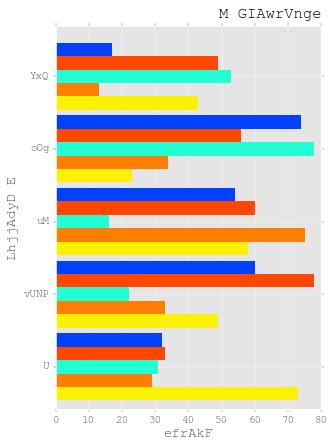 M GIAwrVnge
LhjjAdyD E
YxQ
oOg
uM
vUNP
U
0 10 20 30 40 50 60 70 80
efrAkF